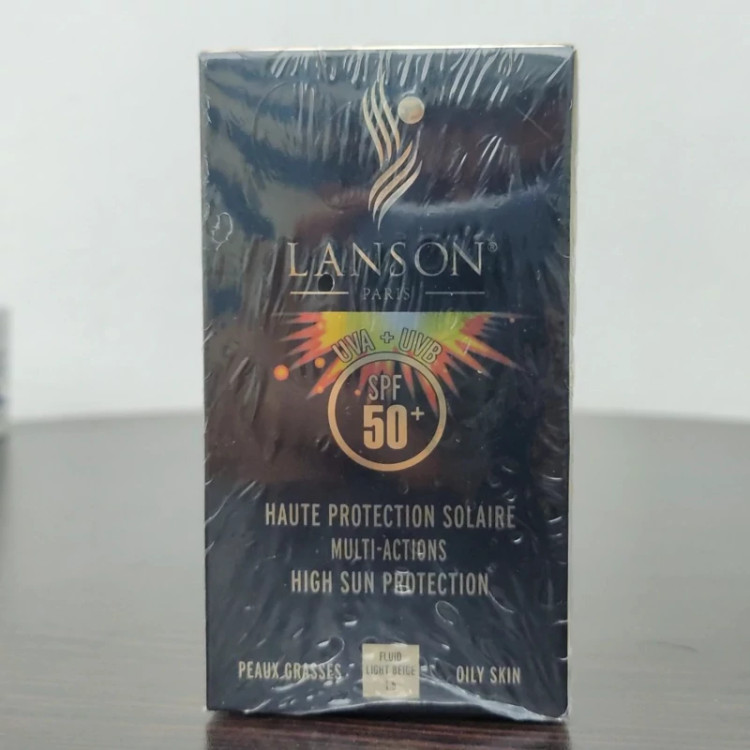 LANSON®
PARIS
UVA + UVB
SPF
50+
HAUTE PROTECTION SOLAIRE
MULTI-ACTIONS
HIGH SUN PROTECTION
PEAUX GRASSES
FLUID
LIGHT BEIGE
OILY SKIN